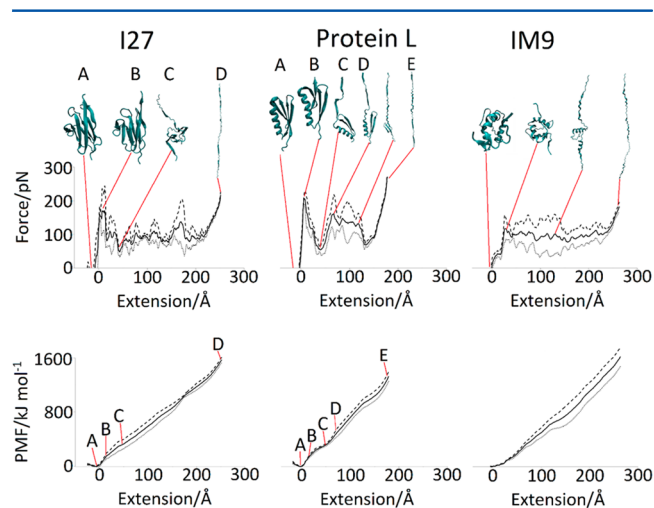 I27 Protein L IM9
A B C D A B C D E
Force/pN
300
200
100
0
0 100 200 300 0 100 200 300 0 100 200 300
Extension/Å Extension/Å Extension/Å
PMF/kJ mol⁻¹
1600
800
0
A B C D A B C D E
0 100 200 300 0 100 200 300 0 100 200 300
Extension/Å Extension/Å Extension/Å